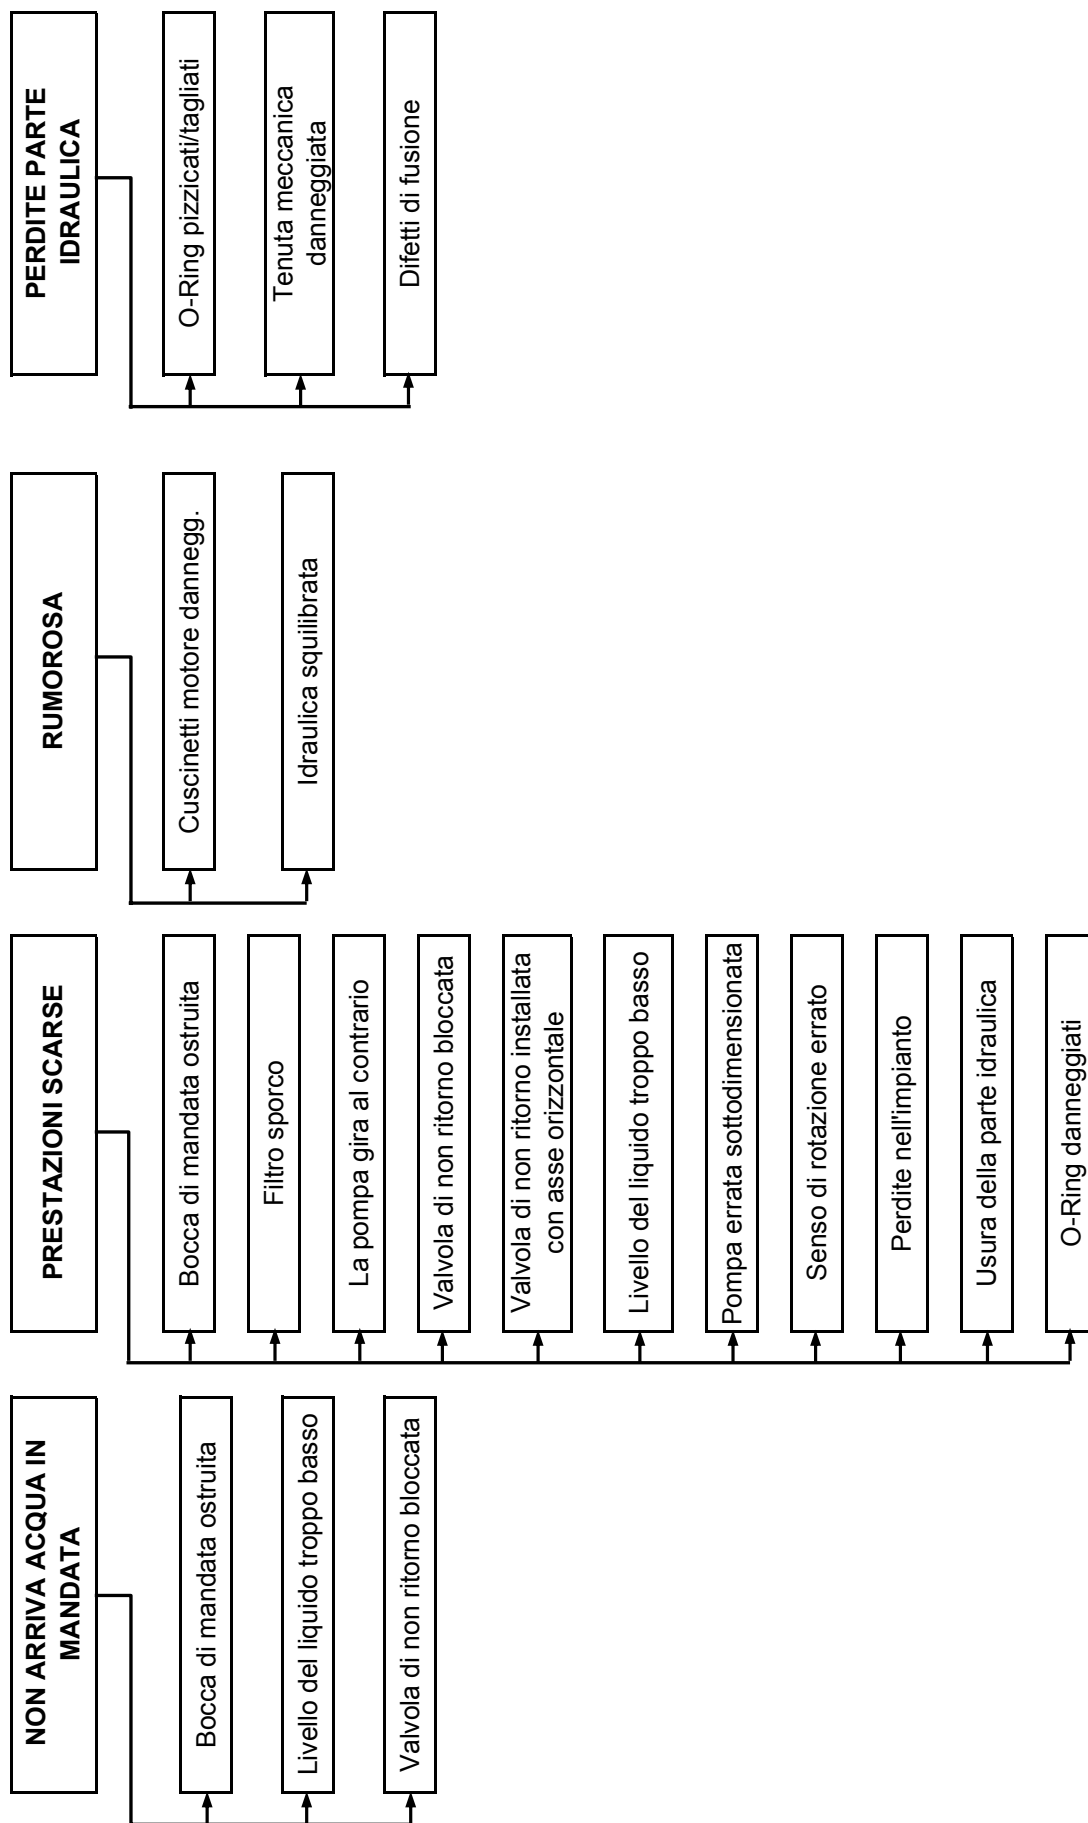 NON ARRIVA ACQUA IN
MANDATA
Bocca di mandata ostruita
Livello del liquido troppo basso
Valvola di non ritorno bloccata
PRESTAZIONI SCARSE
Bocca di mandata ostruita
Filtro sporco
La pompa gira al contrario
Valvola di non ritorno bloccata
Valvola di non ritorno installata
con asse orizzontale
Livello del liquido troppo basso
Pompa errata sottodimensionata
Senso di rotazione errato
Perdite nell'impianto
Usura della parte idraulica
O-Ring danneggiati
RUMOROSA
Cuscinetti motore dannegg.
Idraulica squilibrata
PERDITE PARTE
IDRAULICA
O-Ring pizzicati/tagliati
Tenuta meccanica
danneggiata
Difetti di fusione